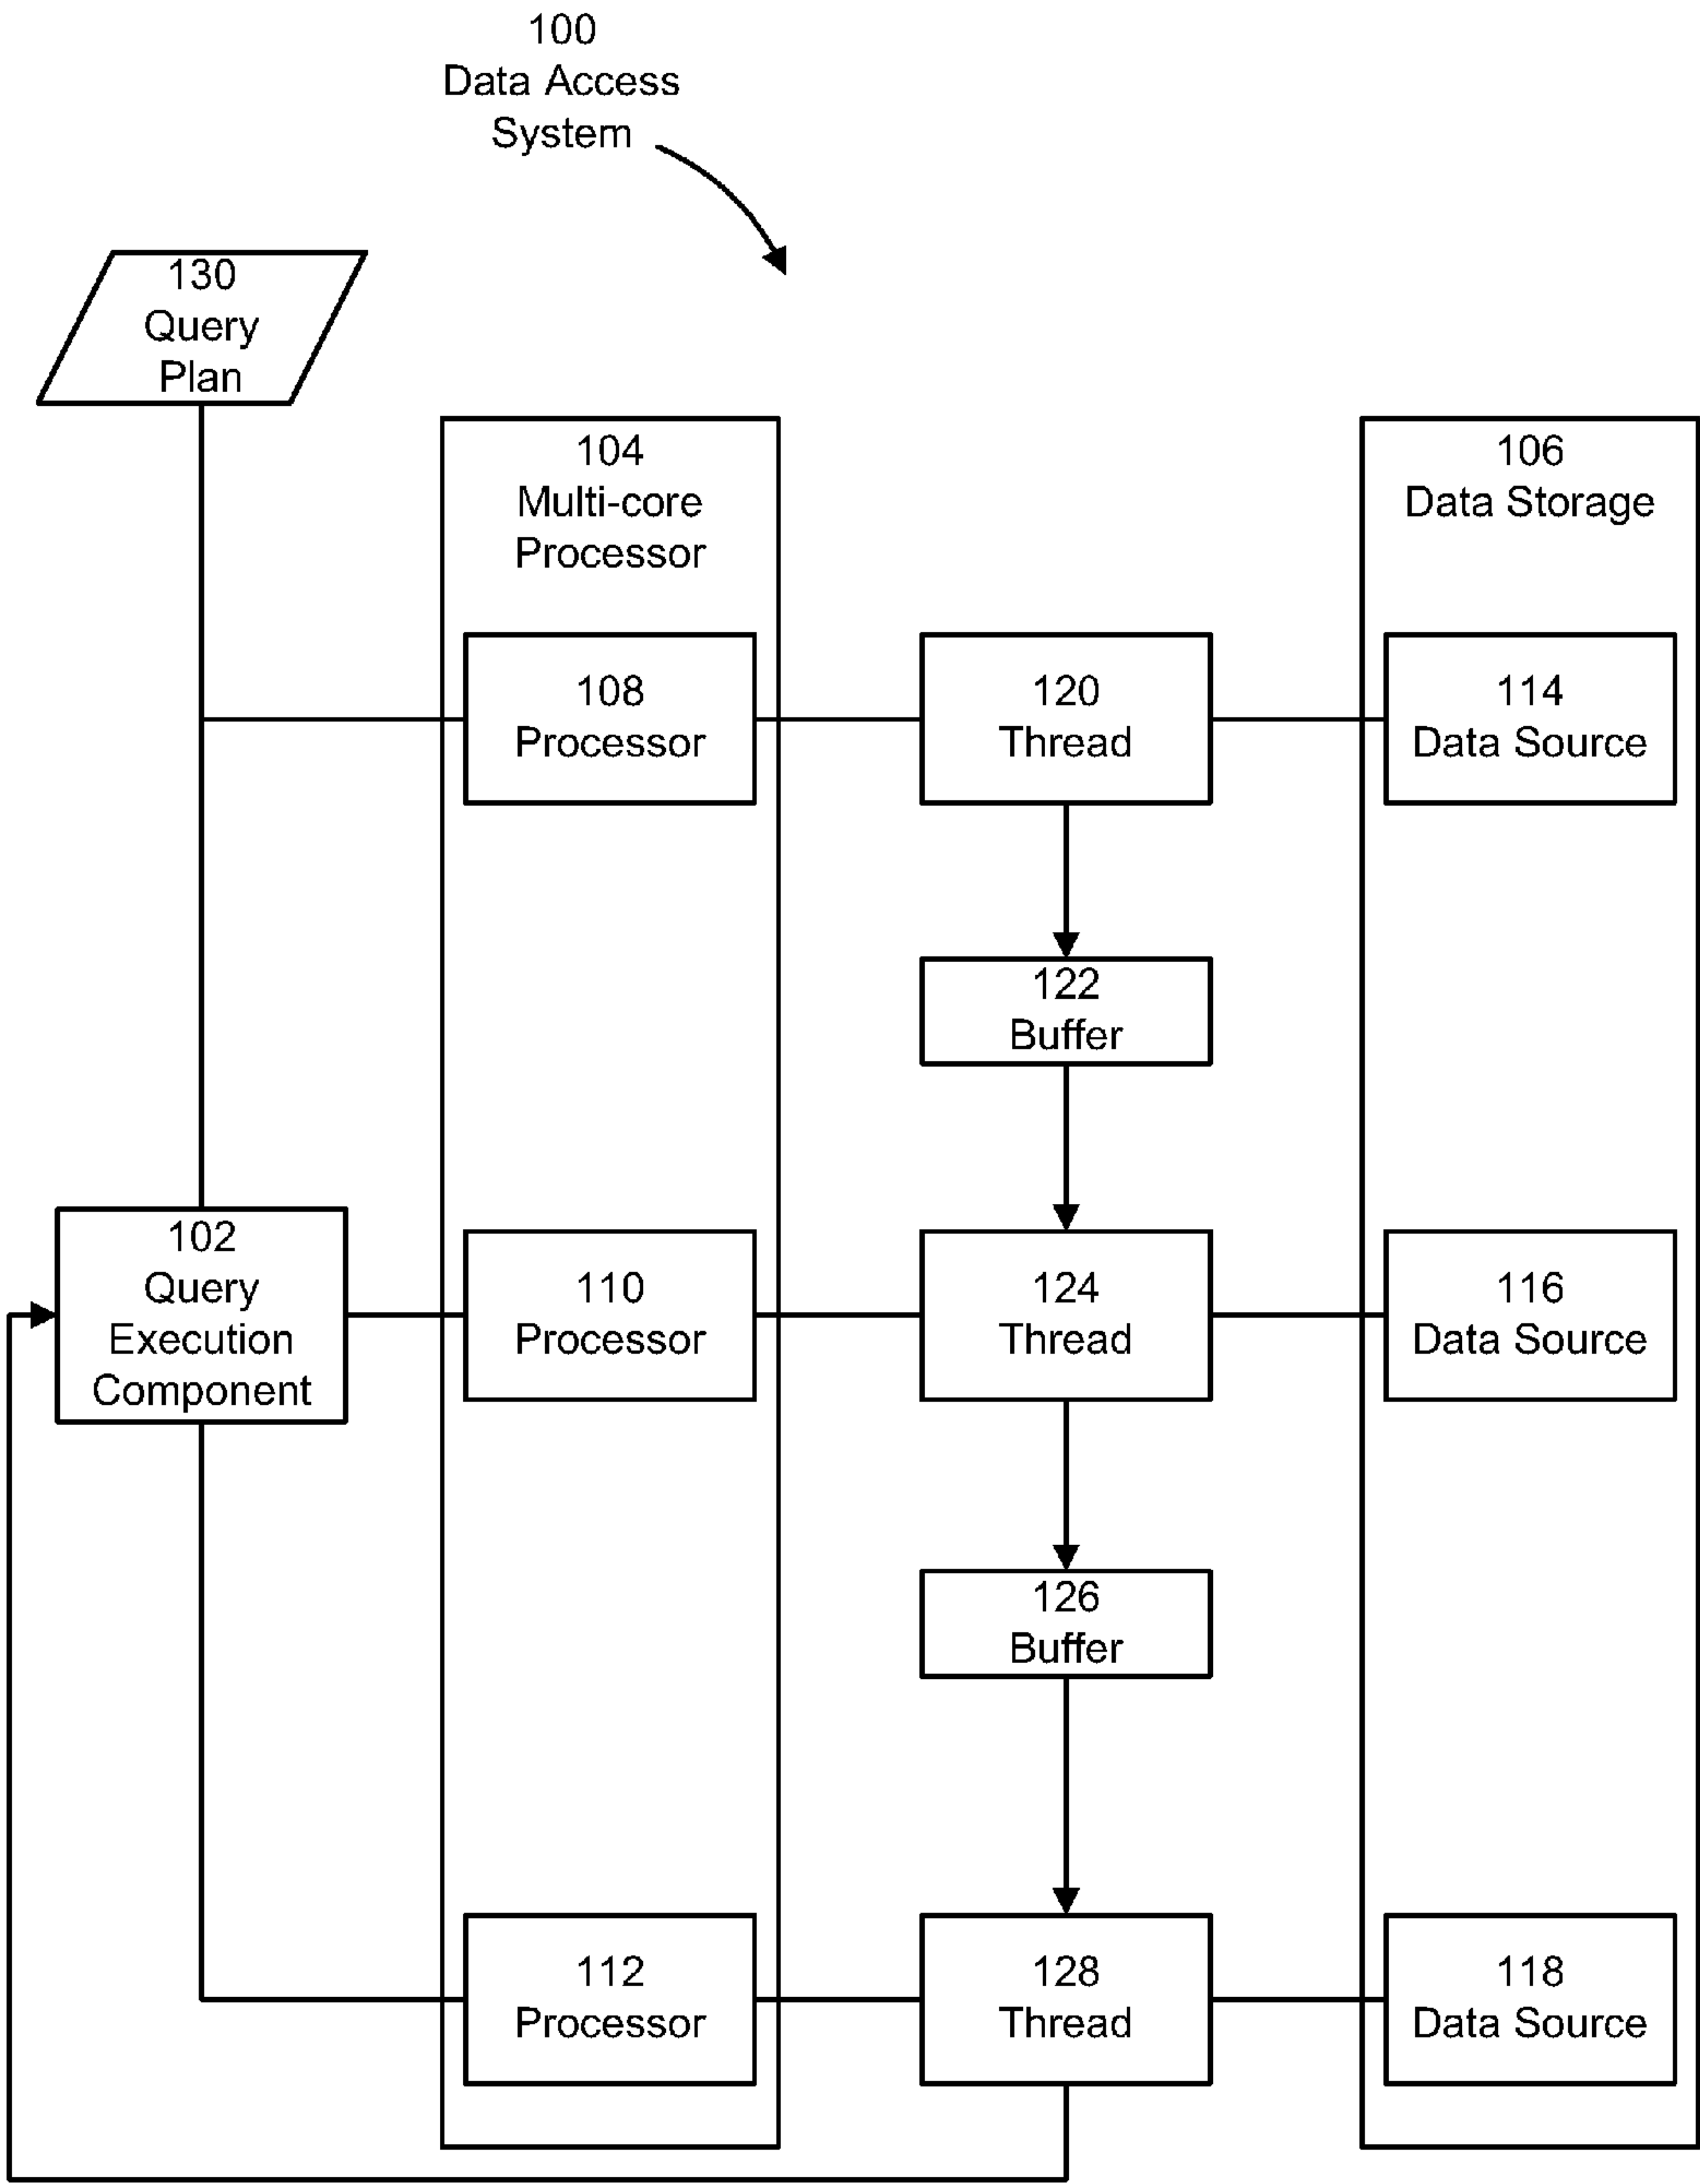 100
Data Access
System
130
Query
Plan
104
Multi-core
Processor
106
Data Storage
108
Processor
120
Thread
114
Data Source
122
Buffer
102
Query
Execution
Component
110
Processor
124
Thread
116
Data Source
126
Buffer
112
Processor
128
Thread
118
Data Source